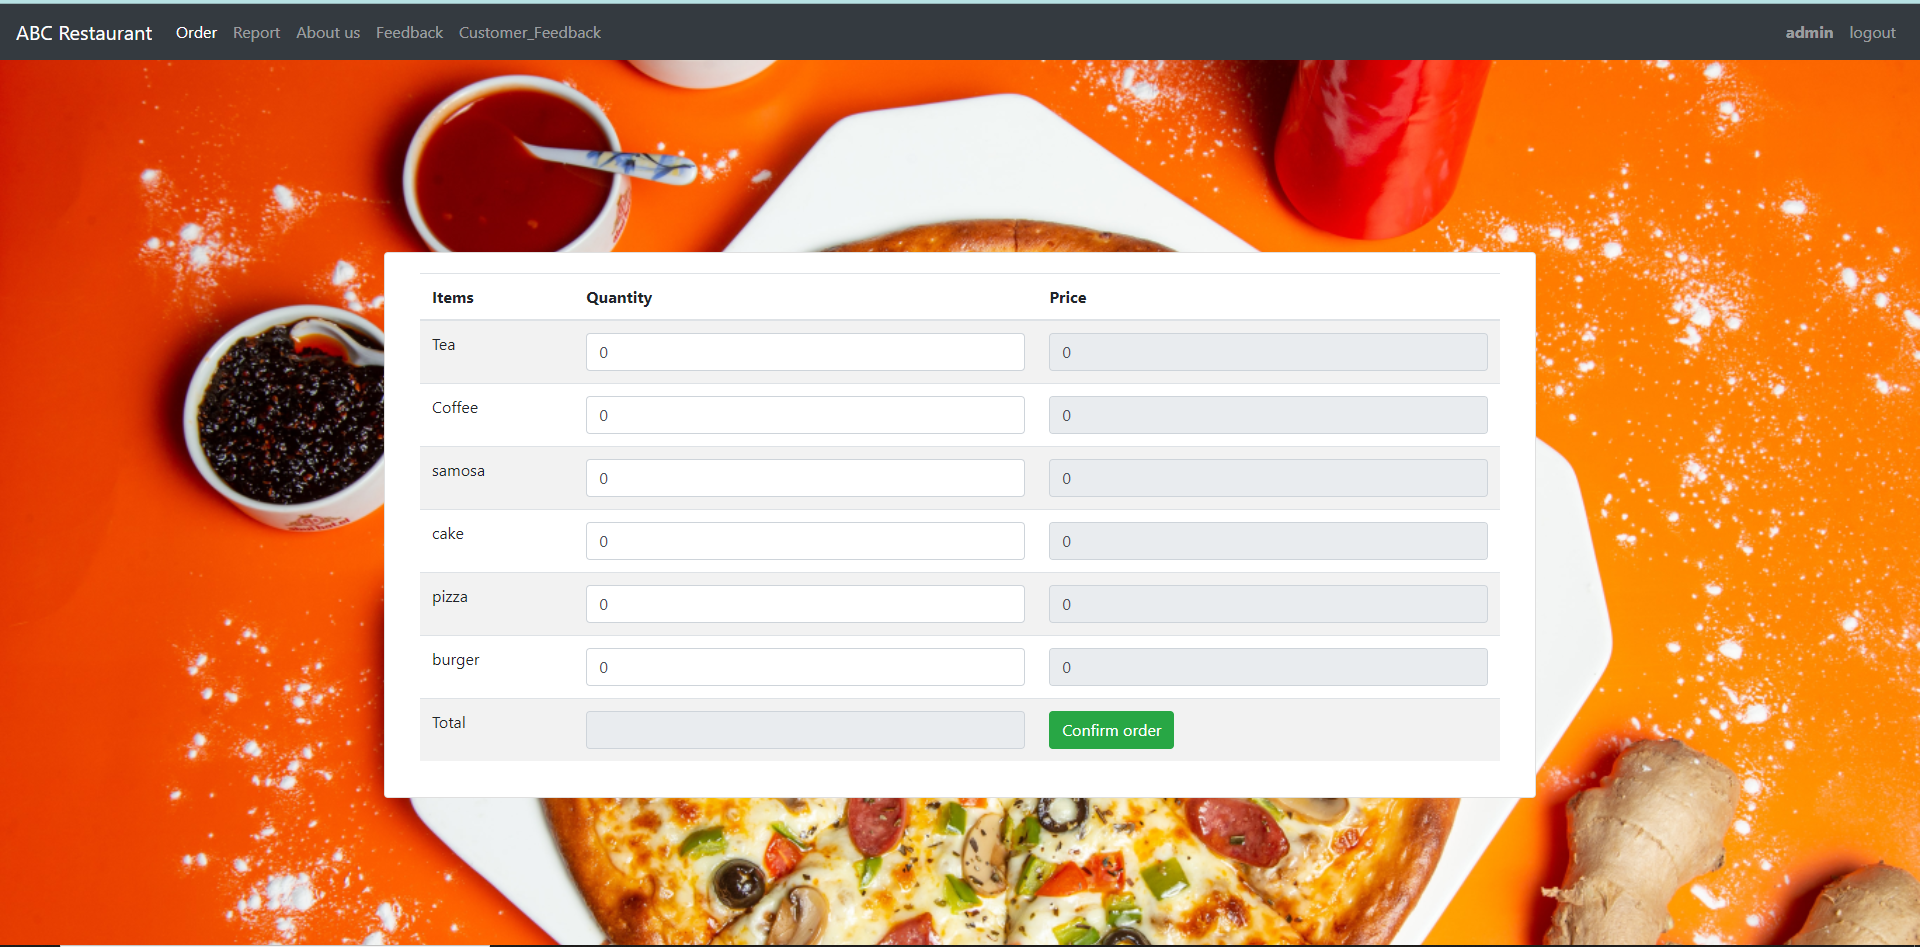 ABC Restaurant Order Report About us Feedback Customer_Feedback admin logout
Items Quantity Price
Tea 0 0
Coffee 0 0
samosa 0 0
cake 0 0
pizza 0 0
burger 0 0
Total Confirm order